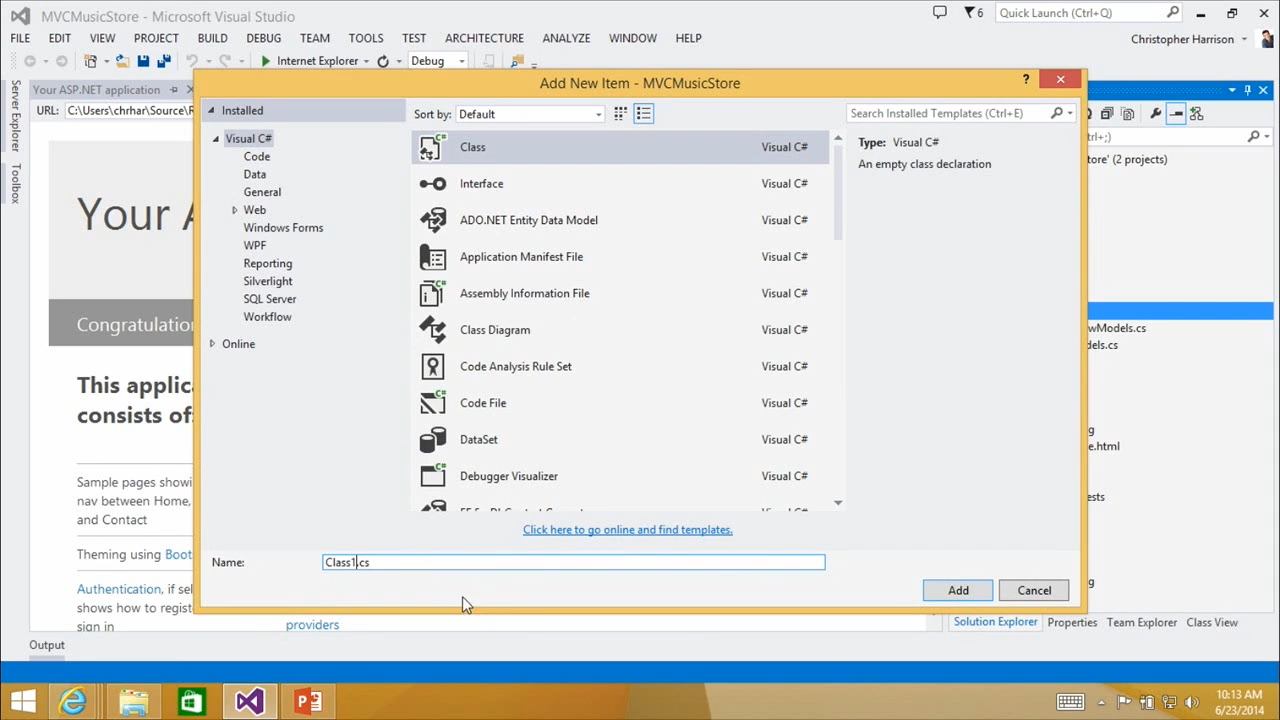 MVCMusicStore - Microsoft Visual Studio
6
Quick Launch (Ctrl+Q)
FILE EDIT VIEW PROJECT BUILD DEBUG TEAM TOOLS TEST ARCHITECTURE ANALYZE WINDOW HELP
Christopher Harrison
Internet Explorer
Debug
Server Explorer
Toolbox
Your ASP.NET application
URL: C:\Users\chrhar\Source\R
Your A
Congratulation
This applic
consists of
Sample pages showi
nav between Home,
and Contact
Theming using Boot
Authentication, if sel
shows how to regist
sign in
providers
Output
Add New Item - MVCMusicStore
?
Installed
Visual C#
Code
Data
General
Web
Windows Forms
WPF
Reporting
Silverlight
SQL Server
Workflow
Online
Sort by: Default
Class Visual C#
Interface Visual C#
ADO.NET Entity Data Model Visual C#
Application Manifest File Visual C#
Assembly Information File Visual C#
Class Diagram Visual C#
Code Analysis Rule Set Visual C#
Code File Visual C#
DataSet Visual C#
Debugger Visualizer Visual C#
Click here to go online and find templates.
Search Installed Templates (Ctrl+E)
Type: Visual C#
An empty class declaration
Name: Class1.cs
Add
Cancel
+;)
tore' (2 projects)
wModels.cs
dels.cs
g
e.html
ests
g
Solution Explorer Properties Team Explorer Class View
10:13 AM
6/23/2014